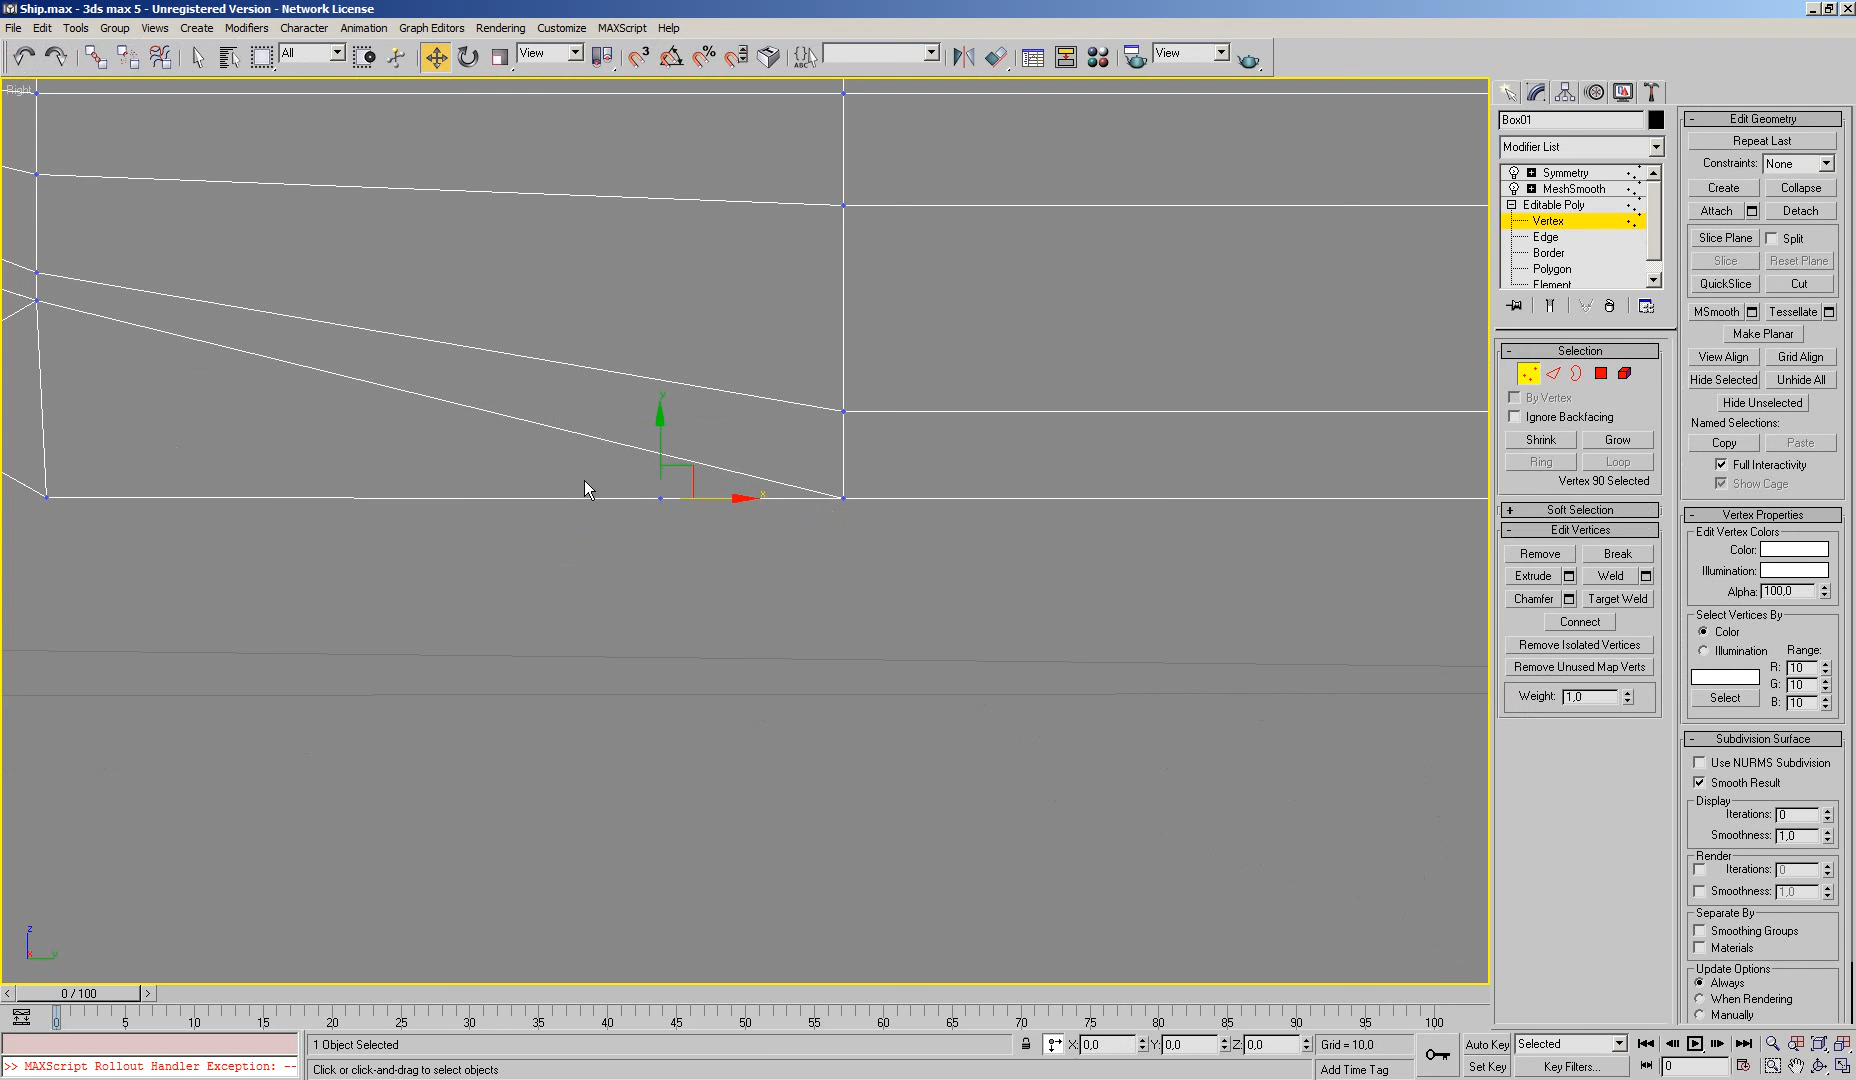 Ship.max - 3ds max 5 - Unregistered Version - Network License
File Edit Tools Group Views Create Modifiers Character Animation Graph Editors Rendering Customize MAXScript Help
All View View
Right
Box01
Modifier List
Symmetry
MeshSmooth
Editable Poly
Vertex
Edge
Border
Polygon
Element
Selection
By Vertex
Ignore Backfacing
Shrink Grow
Ring Loop
Vertex 90 Selected
Soft Selection
Edit Vertices
Remove Break
Extrude Weld
Chamfer Target Weld
Connect
Remove Isolated Vertices
Remove Unused Map Verts
Weight: 1,0
Edit Geometry
Repeat Last
Constraints: None
Create Collapse
Attach Detach
Slice Plane Split
Slice Reset Plane
QuickSlice Cut
MSmooth Tessellate
Make Planar
View Align Grid Align
Hide Selected Unhide All
Hide Unselected
Named Selections:
Copy Paste
Full Interactivity
Show Cage
Vertex Properties
Edit Vertex Colors
Color:
Illumination:
Alpha: 100,0
Select Vertices By
Color
Illumination Range:
R: 10
G: 10
Select
B: 10
Subdivision Surface
Use NURMS Subdivision
Smooth Result
Display
Iterations: 0
Smoothness: 1,0
Render
Iterations: 0
Smoothness: 1,0
Separate By
Smoothing Groups
Materials
Update Options
Always
When Rendering
Manually
y
x
z
x y
< 0 / 100 >
0 5 10 15 20 25 30 35 40 45 50 55 60 65 70 75 80 85 90 95 100
1 Object Selected X: 0,0 Y: 0,0 Z: 0,0 Grid = 10,0 Auto Key Selected
>> MAXScript Rollout Handler Exception: -- Click or click-and-drag to select objects Add Time Tag Set Key Key Filters... 0